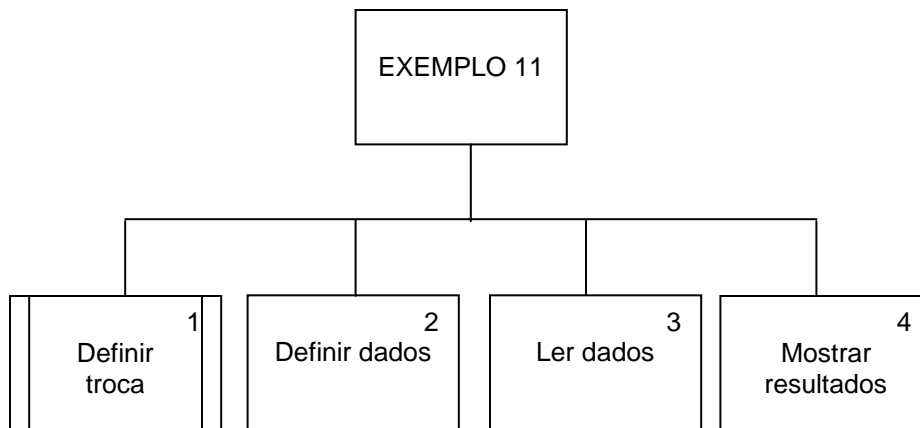 EXEMPLO 11
1
Definir
troca
2
Definir dados
3
Ler dados
4
Mostrar
resultados